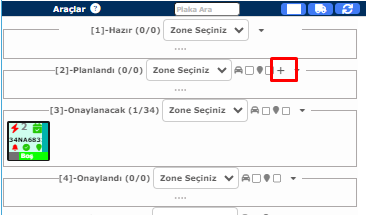 Araçlar ?
Plaka Ara
[1]-Hazır (0/0) Zone Seçiniz
[2]-Planlandı (0/0) Zone Seçiniz +
[3]-Onaylanacak (1/34) Zone Seçiniz
2
34NA683
Boş
[4]-Onaylandı (0/0) Zone Seçiniz